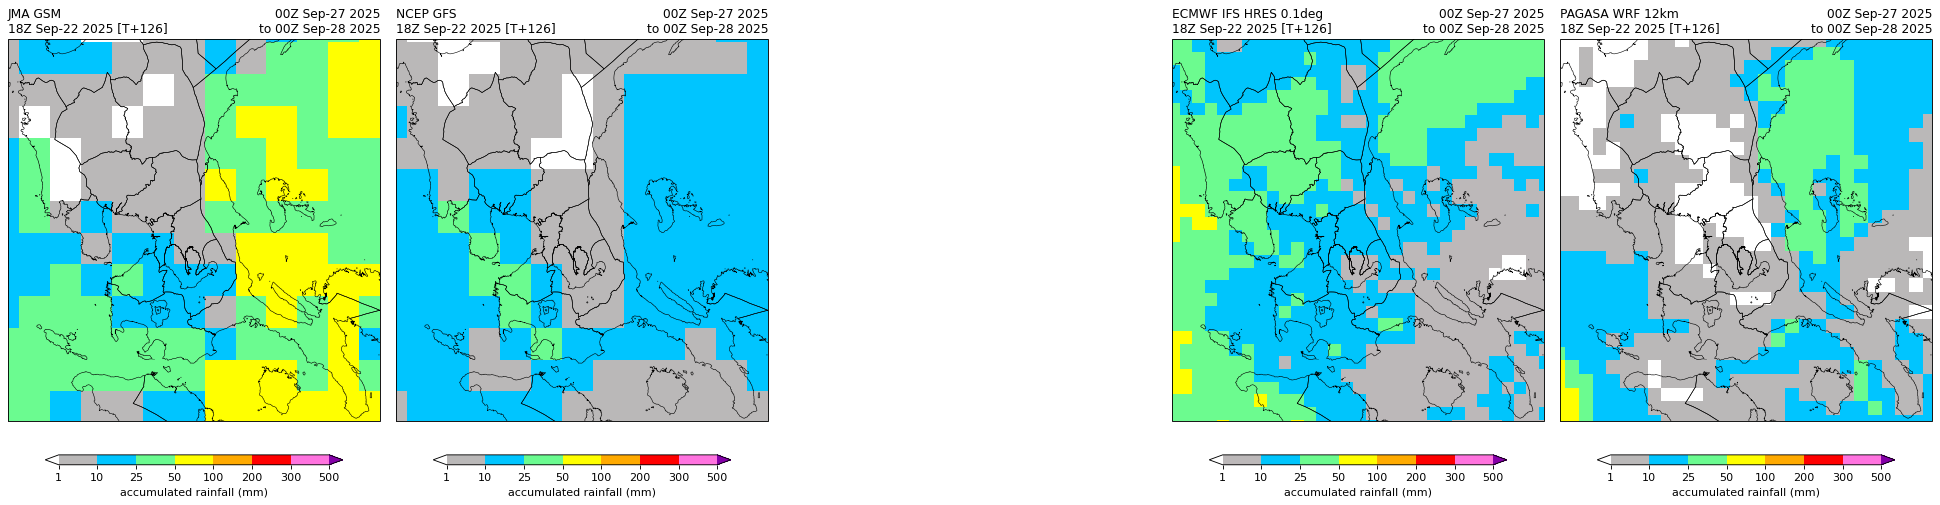 JMA GSM 00Z Sep-27 2025
18Z Sep-22 2025 [T+126] to 00Z Sep-28 2025
1 10 25 50 100 200 300 500
accumulated rainfall (mm)
NCEP GFS 00Z Sep-27 2025
18Z Sep-22 2025 [T+126] to 00Z Sep-28 2025
1 10 25 50 100 200 300 500
accumulated rainfall (mm)
ECMWF IFS HRES 0.1deg 00Z Sep-27 2025
18Z Sep-22 2025 [T+126] to 00Z Sep-28 2025
1 10 25 50 100 200 300 500
accumulated rainfall (mm)
PAGASA WRF 12km 00Z Sep-27 2025
18Z Sep-22 2025 [T+126] to 00Z Sep-28 2025
1 10 25 50 100 200 300 500
accumulated rainfall (mm)